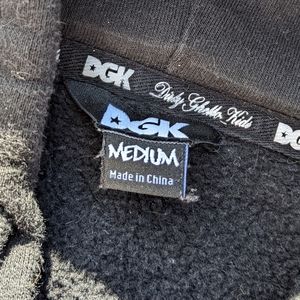 DGK Dirty Ghetto Kids DGK
DGK
MEDIUM
Made in China